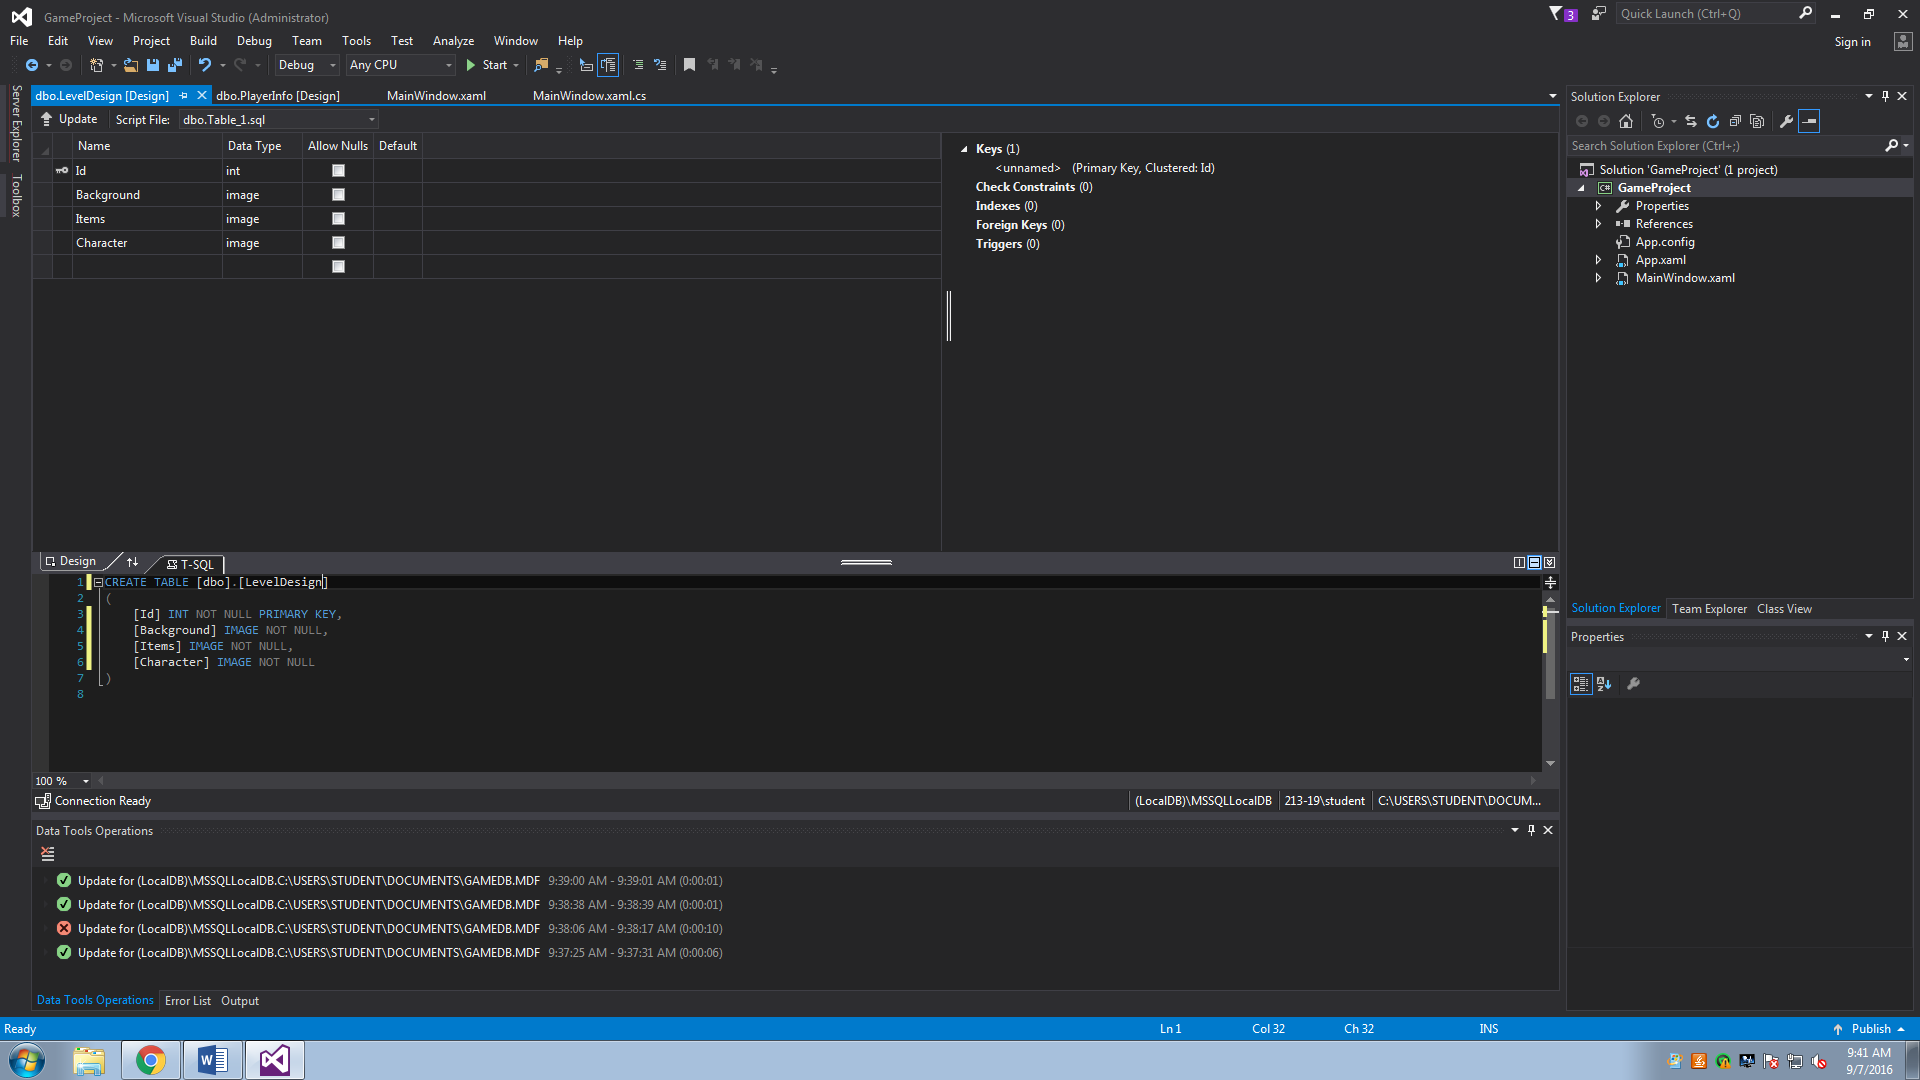 GameProject - Microsoft Visual Studio (Administrator)
3
Quick Launch (Ctrl+Q)
File Edit View Project Build Debug Team Tools Test Analyze Window Help
Sign in
Debug Any CPU Start
Server Explorer
Toolbox
dbo.LevelDesign [Design] dbo.PlayerInfo [Design] MainWindow.xaml MainWindow.xaml.cs
Update Script File: dbo.Table_1.sql
Name Data Type Allow Nulls Default
Id int
Background image
Items image
Character image
Keys (1)
<unnamed> (Primary Key, Clustered: Id)
Check Constraints (0)
Indexes (0)
Foreign Keys (0)
Triggers (0)
Design T-SQL
1 CREATE TABLE [dbo].[LevelDesign]
2 (
3 [Id] INT NOT NULL PRIMARY KEY,
4 [Background] IMAGE NOT NULL,
5 [Items] IMAGE NOT NULL,
6 [Character] IMAGE NOT NULL
7 )
8
100 %
Connection Ready
(LocalDB)\MSSQLLocalDB 213-19\student C:\USERS\STUDENT\DOCUM...
Data Tools Operations
Update for (LocalDB)\MSSQLLocalDB.C:\USERS\STUDENT\DOCUMENTS\GAMEDB.MDF 9:39:00 AM - 9:39:01 AM (0:00:01)
Update for (LocalDB)\MSSQLLocalDB.C:\USERS\STUDENT\DOCUMENTS\GAMEDB.MDF 9:38:38 AM - 9:38:39 AM (0:00:01)
Update for (LocalDB)\MSSQLLocalDB.C:\USERS\STUDENT\DOCUMENTS\GAMEDB.MDF 9:38:06 AM - 9:38:17 AM (0:00:10)
Update for (LocalDB)\MSSQLLocalDB.C:\USERS\STUDENT\DOCUMENTS\GAMEDB.MDF 9:37:25 AM - 9:37:31 AM (0:00:06)
Data Tools Operations Error List Output
Solution Explorer
Search Solution Explorer (Ctrl+;)
Solution 'GameProject' (1 project)
C# GameProject
Properties
References
App.config
App.xaml
MainWindow.xaml
Solution Explorer Team Explorer Class View
Properties
Ready Ln 1 Col 32 Ch 32 INS Publish
9:41 AM
9/7/2016